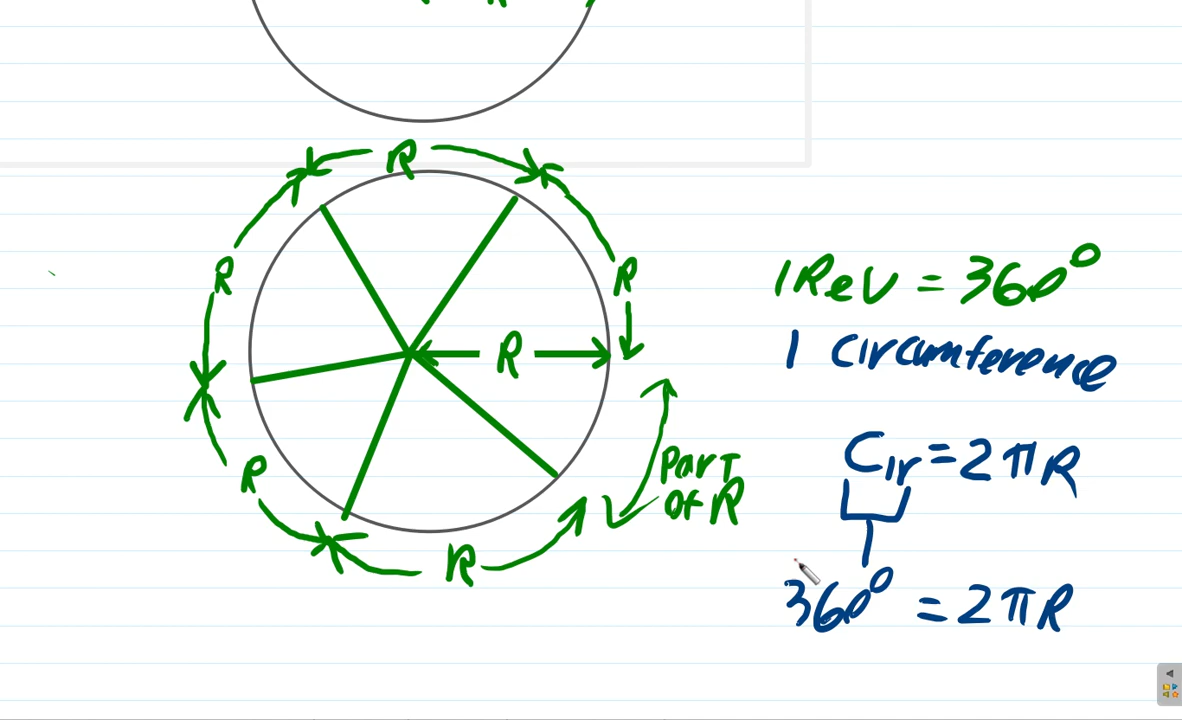 R
R
R
R
R
R
PART
OF R
1 Rev = 360°
1 Circumference
Cir = 2πR
360° = 2πR